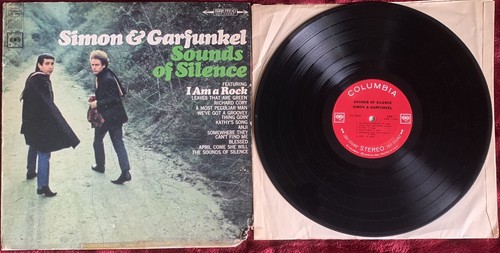 Simon & Garfunkel
Sounds
of Silence
FEATURING
I Am a Rock
LEAVES THAT ARE GREEN
RICHARD CORY
A MOST PECULIAR MAN
WE'VE GOT A GROOVEY
THING GOIN'
KATHY'S SONG
ANJI
SOMEWHERE THEY
CAN'T FIND ME
BLESSED
APRIL COME SHE WILL
THE SOUNDS OF SILENCE
COLUMBIA
SOUNDS OF SILENCE
SIMON & GARFUNKEL
STEREO